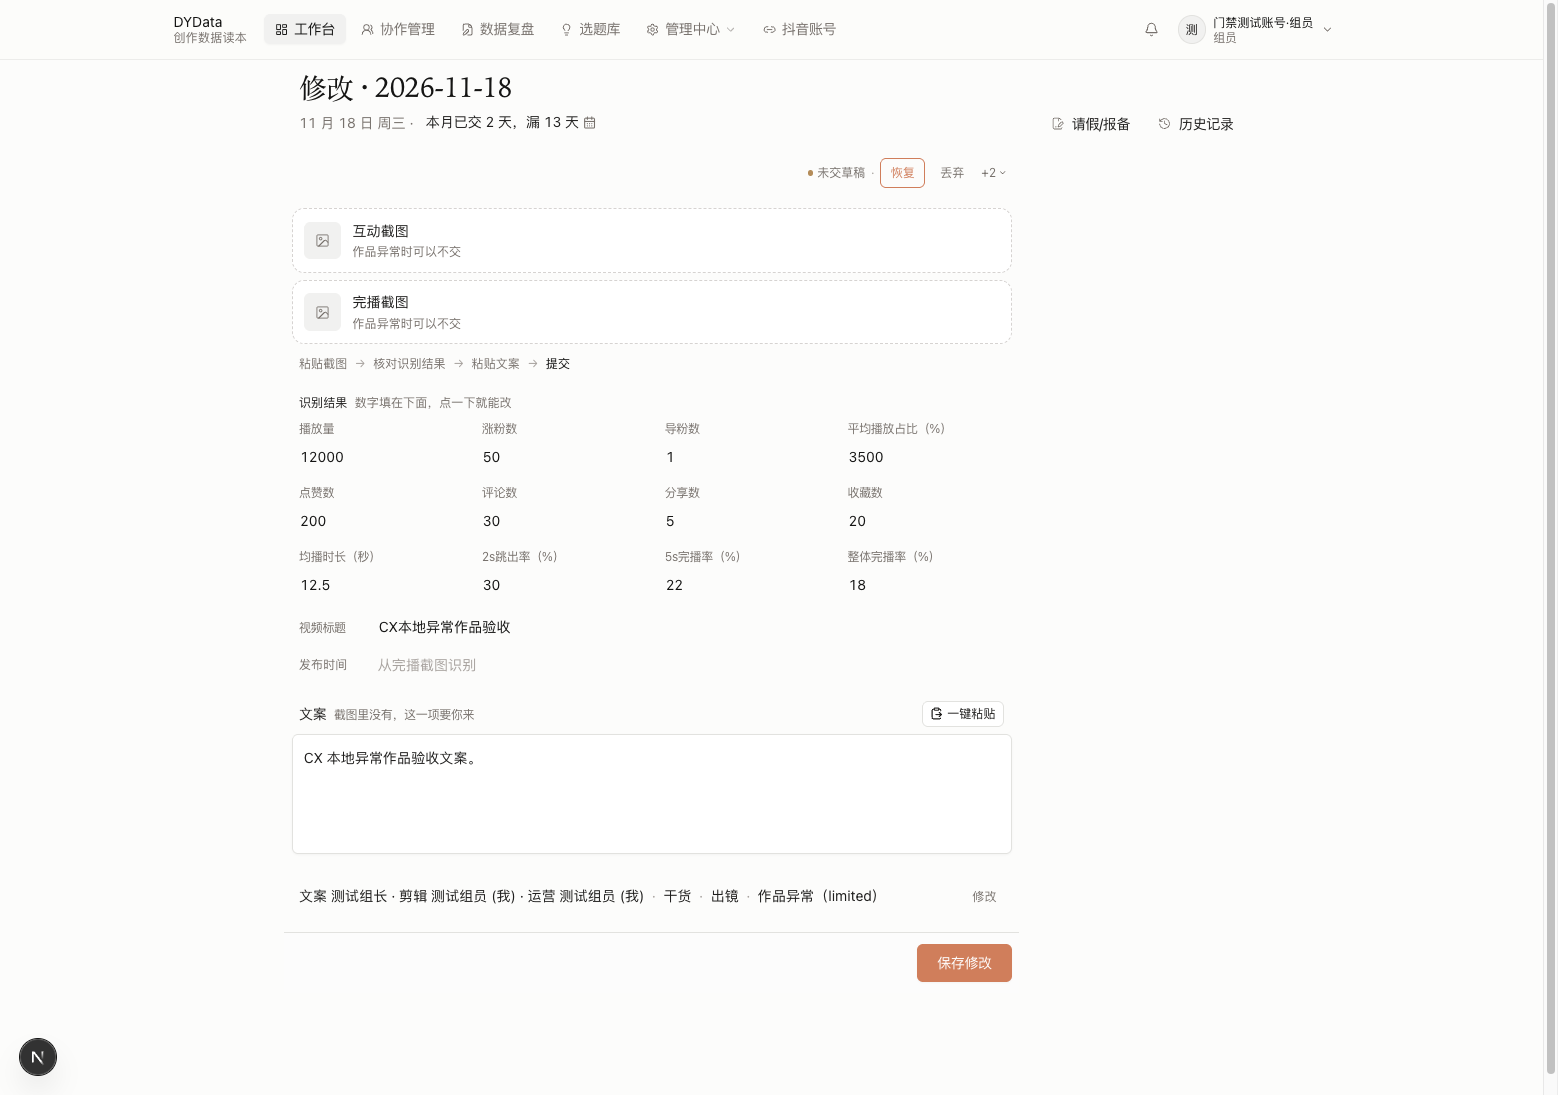 DYData
创作数据读本
工作台
协作管理
数据复盘
选题库
管理中心
抖音账号
测
门禁测试账号·组员
组员
修改 · 2026-11-18
11 月 18 日 周三 · 本月已交 2 天，漏 13 天
请假/报备
历史记录
未交草稿 · 恢复 丢弃 +2
互动截图
作品异常时可以不交
完播截图
作品异常时可以不交
粘贴截图 → 核对识别结果 → 粘贴文案 → 提交
识别结果 数字填在下面，点一下就能改
播放量 涨粉数 导粉数 平均播放占比（%）
12000 50 1 3500
点赞数 评论数 分享数 收藏数
200 30 5 20
均播时长（秒） 2s跳出率（%） 5s完播率（%） 整体完播率（%）
12.5 30 22 18
视频标题 CX本地异常作品验收
发布时间 从完播截图识别
文案 截图里没有，这一项要你来 一键粘贴
CX 本地异常作品验收文案。
文案 测试组长 · 剪辑 测试组员 (我) · 运营 测试组员 (我) · 干货 · 出镜 · 作品异常（limited） 修改
保存修改
N